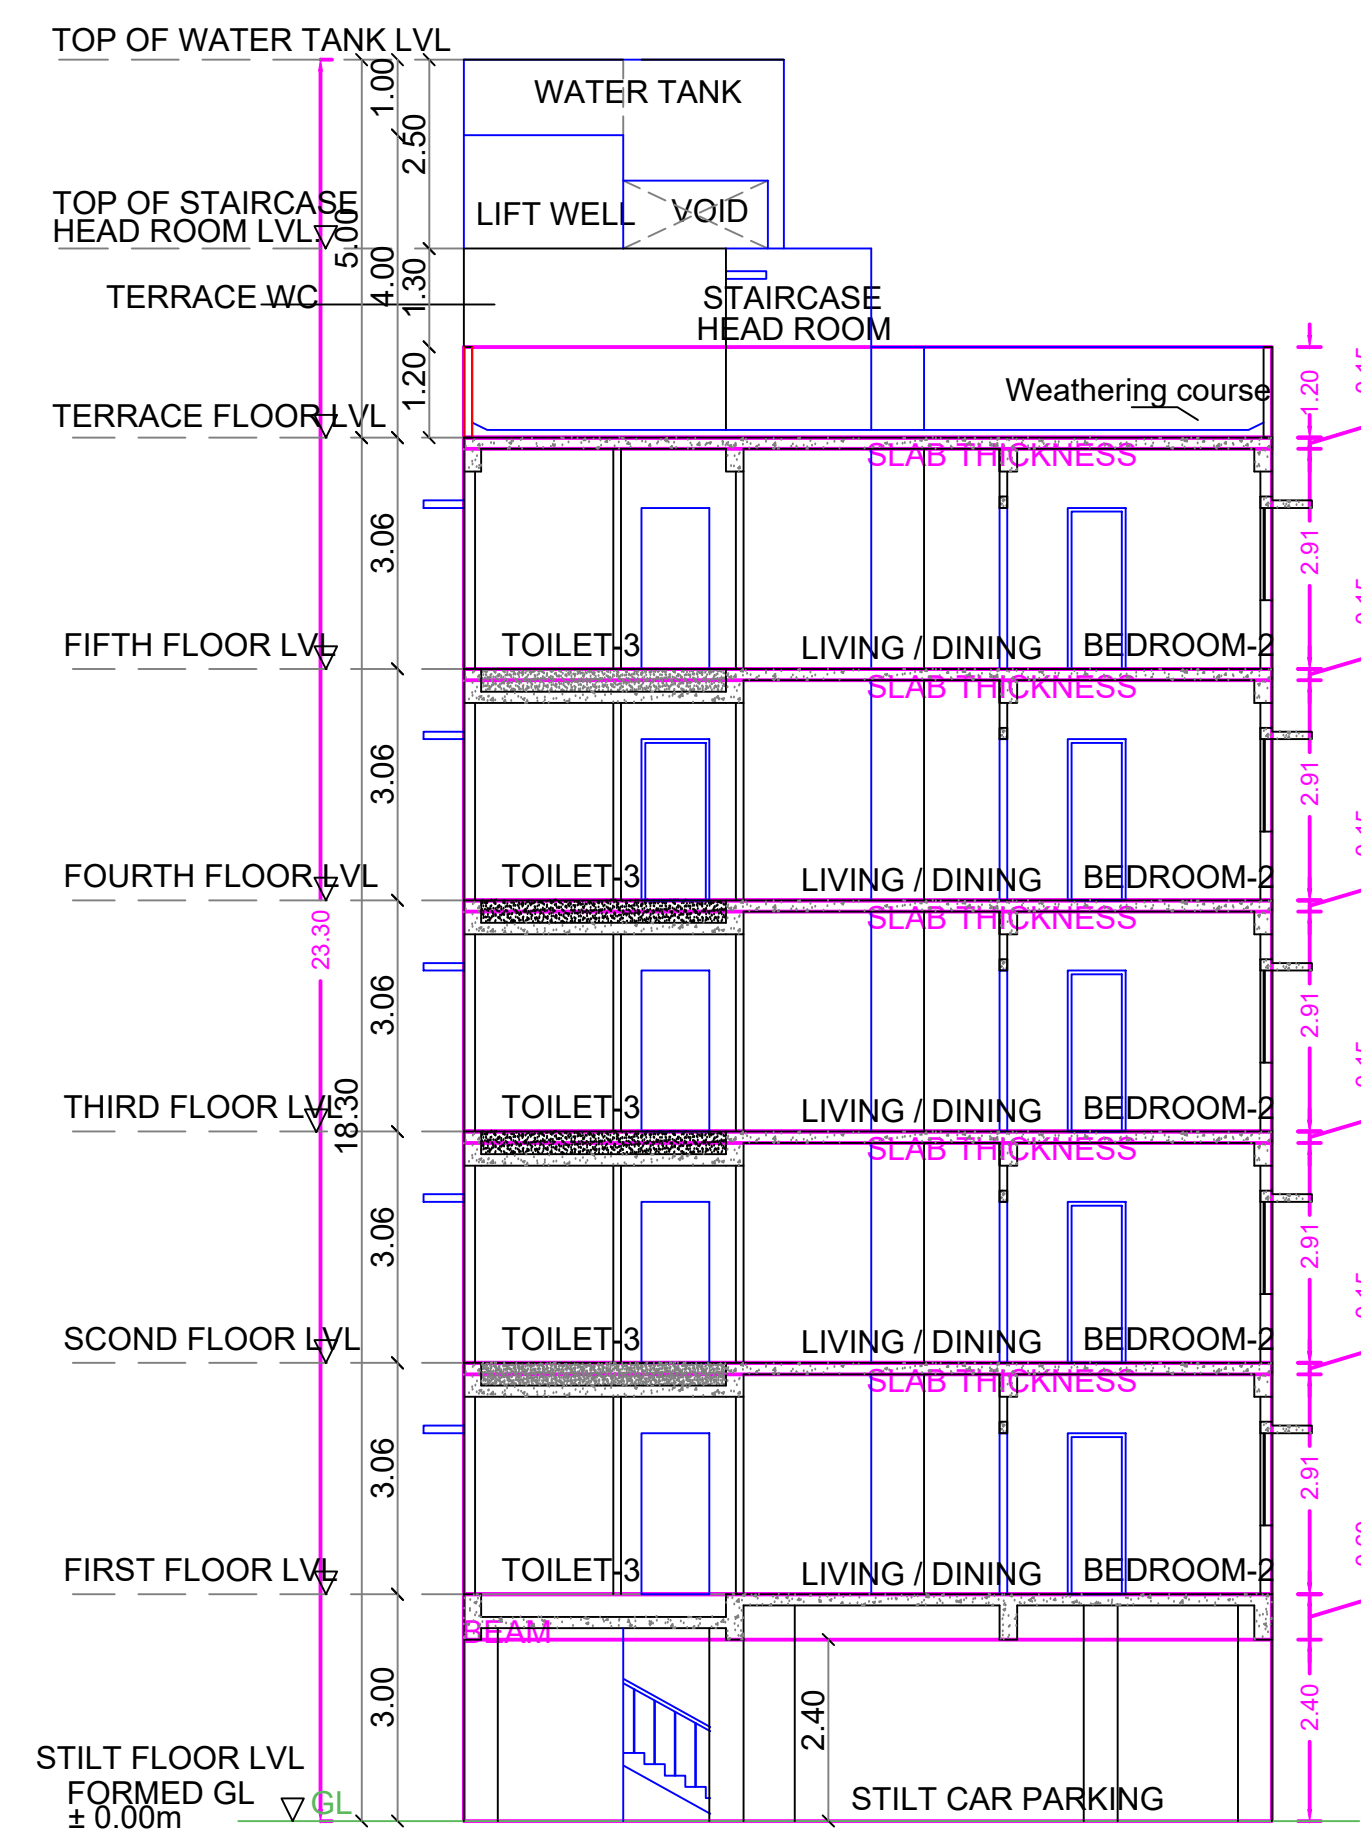 TOP OF WATER TANK LVL
1.00
WATER TANK
2.50
TOP OF STAIRCASE
HEAD ROOM LVL.
LIFT WELL
VOID
5.00
4.00
1.30
TERRACE WC
STAIRCASE
HEAD ROOM
1.20
Weathering course
1.20
TERRACE FLOOR LVL
SLAB THICKNESS
3.06
2.91
FIFTH FLOOR LVL
TOILET-3
LIVING / DINING
BEDROOM-2
SLAB THICKNESS
3.06
2.91
FOURTH FLOOR LVL
TOILET-3
LIVING / DINING
BEDROOM-2
SLAB THICKNESS
23.30
3.06
2.91
THIRD FLOOR LVL
18.30
TOILET-3
LIVING / DINING
BEDROOM-2
SLAB THICKNESS
3.06
2.91
SCOND FLOOR LVL
TOILET-3
LIVING / DINING
BEDROOM-2
SLAB THICKNESS
3.06
2.91
FIRST FLOOR LVL
TOILET-3
LIVING / DINING
BEDROOM-2
BEAM
3.00
2.40
2.40
STILT FLOOR LVL
FORMED GL
± 0.00m
GL
STILT CAR PARKING